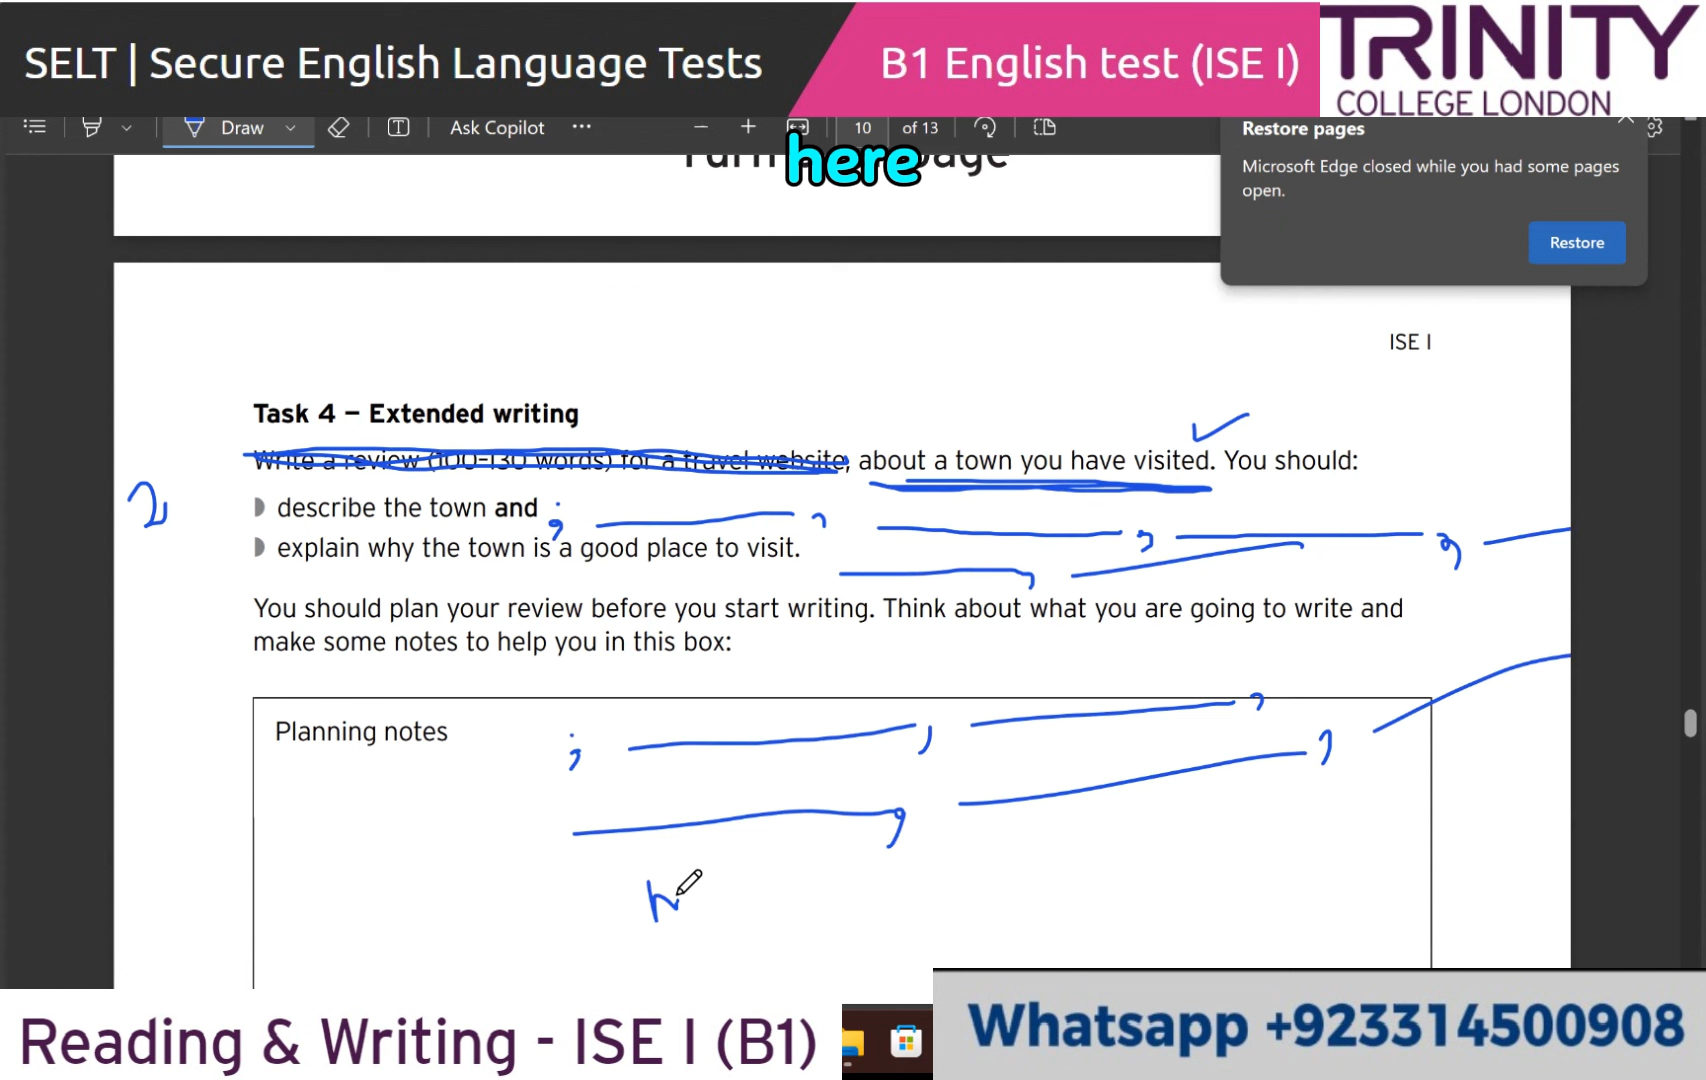 SELT | Secure English Language Tests
B1 English test (ISE I)
TRINITY
COLLEGE LONDON
Draw
Ask Copilot
10 of 13
Restore pages
Microsoft Edge closed while you had some pages
open.
Restore
here
ISE I
Task 4 – Extended writing
Write a review (100-130 words) for a travel website, about a town you have visited. You should:
describe the town and
explain why the town is a good place to visit.
You should plan your review before you start writing. Think about what you are going to write and
make some notes to help you in this box:
Planning notes
Reading & Writing - ISE I (B1)
Whatsapp +923314500908